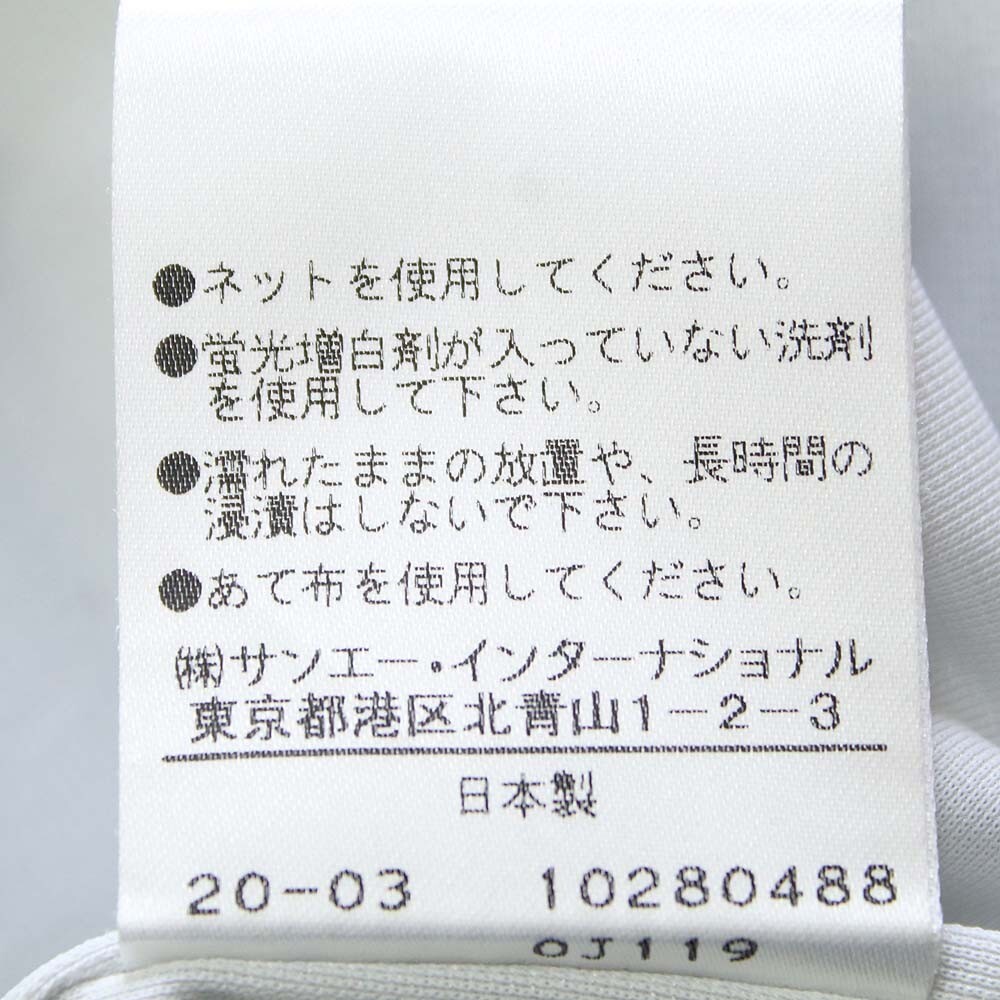 ●ネットを使用してください。
●蛍光増白剤が入っていない洗剤
を使用して下さい。
●濡れたままの放置や、長時間の
浸漬はしないで下さい。
●あて布を使用してください。
(株)サンエー・インターナショナル
東京都港区北青山1-2-3
日本製
20-03 10280488
0J119